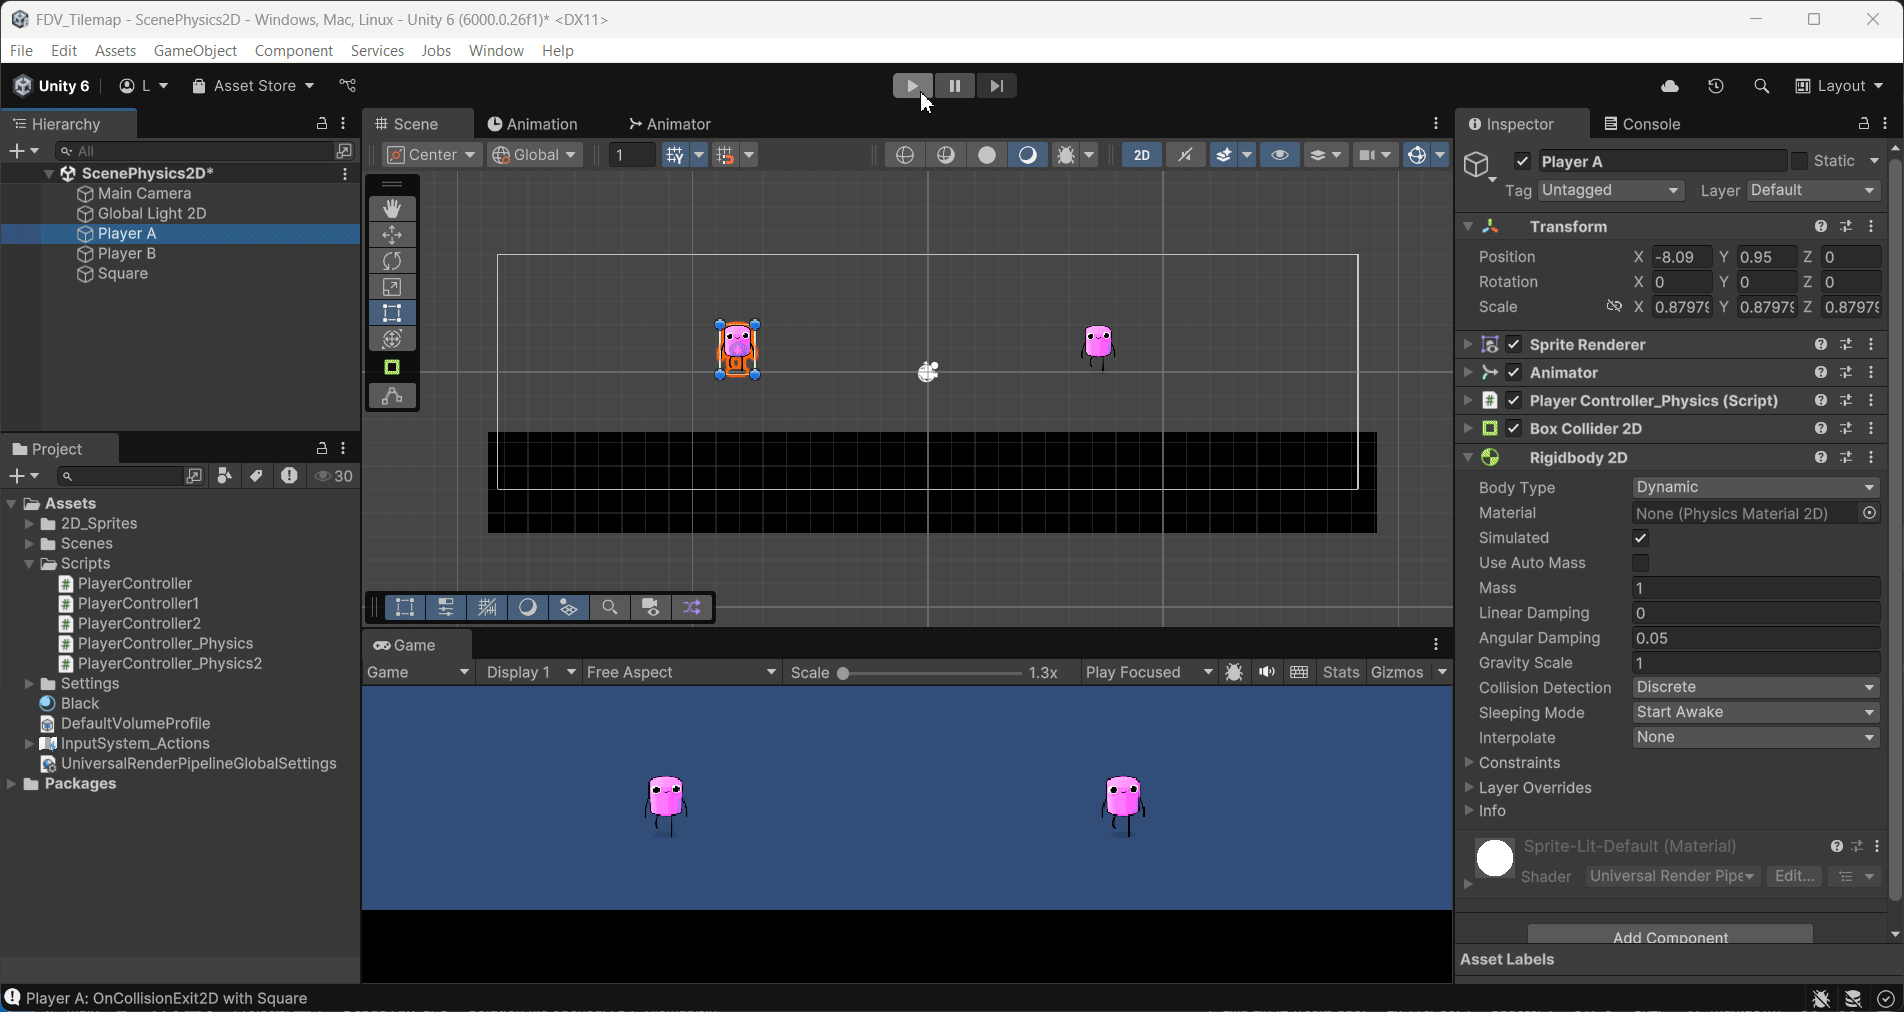 FDV_Tilemap - ScenePhysics2D - Windows, Mac, Linux - Unity 6 (6000.0.26f1)* <DX11>
File Edit Assets GameObject Component Services Jobs Window Help
Unity 6 L Asset Store Layout
Hierarchy
All
ScenePhysics2D*
Main Camera
Global Light 2D
Player A
Player B
Square
Project
30
Assets
2D_Sprites
Scenes
Scripts
PlayerController
PlayerController1
PlayerController2
PlayerController_Physics
PlayerController_Physics2
Settings
Black
DefaultVolumeProfile
InputSystem_Actions
UniversalRenderPipelineGlobalSettings
Packages
Scene Animation Animator
Center Global 1 2D
Game
Game Display 1 Free Aspect Scale 1.3x Play Focused Stats Gizmos
Inspector Console
Player A Static
Tag Untagged Layer Default
Transform
Position X -8.09 Y 0.95 Z 0
Rotation X 0 Y 0 Z 0
Scale X 0.8797 Y 0.8797 Z 0.8797
Sprite Renderer
Animator
Player Controller_Physics (Script)
Box Collider 2D
Rigidbody 2D
Body Type Dynamic
Material None (Physics Material 2D)
Simulated
Use Auto Mass
Mass 1
Linear Damping 0
Angular Damping 0.05
Gravity Scale 1
Collision Detection Discrete
Sleeping Mode Start Awake
Interpolate None
Constraints
Layer Overrides
Info
Sprite-Lit-Default (Material)
Shader Universal Render Pipe Edit...
Add Component
Asset Labels
Player A: OnCollisionExit2D with Square